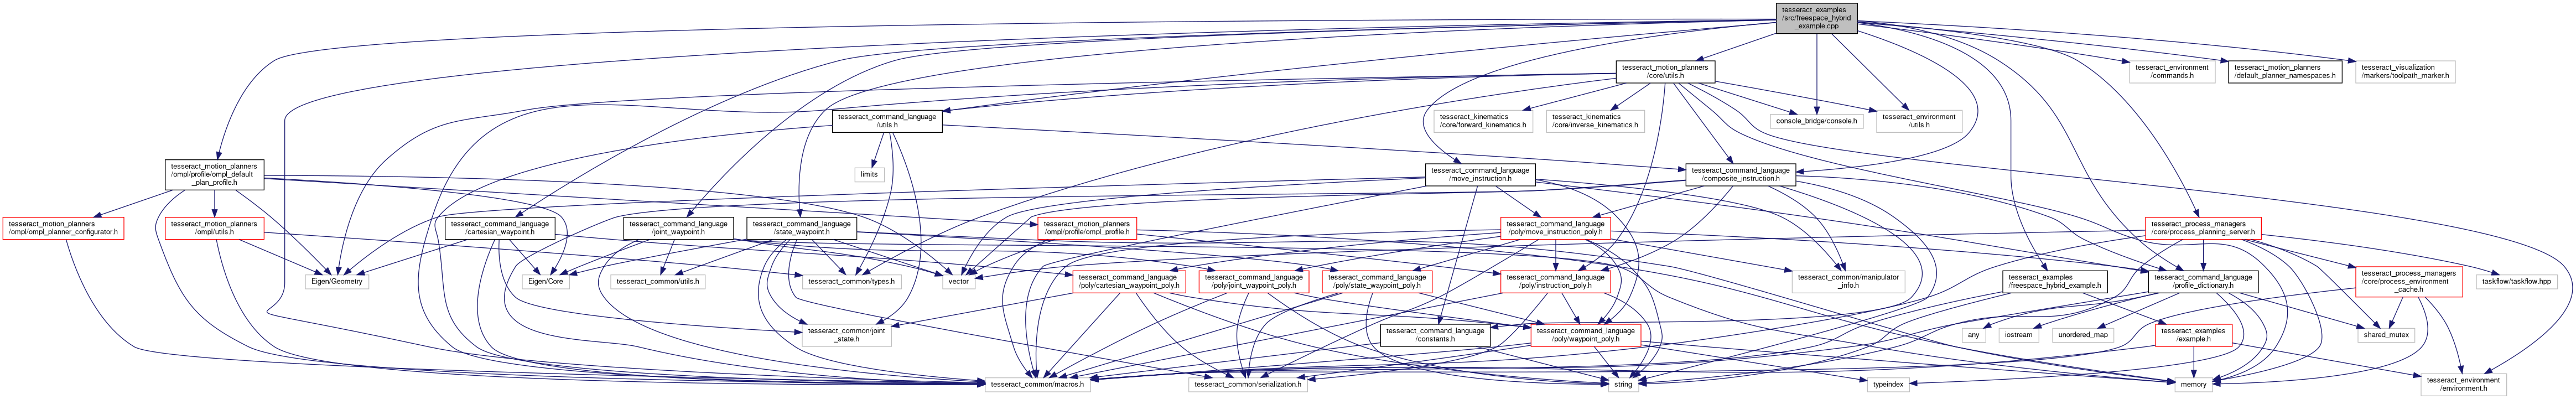 tesseract_examples
/src/freespace_hybrid
_example.cpp
tesseract_motion_planners
/core/utils.h
tesseract_environment
/commands.h
tesseract_motion_planners
/default_planner_namespaces.h
tesseract_visualization
/markers/toolpath_marker.h
tesseract_command_language
/utils.h
tesseract_kinematics
/core/forward_kinematics.h
tesseract_kinematics
/core/inverse_kinematics.h
console_bridge/console.h
tesseract_environment
/utils.h
tesseract_motion_planners
/ompl/profile/ompl_default
_plan_profile.h
limits
tesseract_command_language
/move_instruction.h
tesseract_command_language
/composite_instruction.h
tesseract_motion_planners
/ompl/ompl_planner_configurator.h
tesseract_motion_planners
/ompl/utils.h
tesseract_command_language
/cartesian_waypoint.h
tesseract_command_language
/joint_waypoint.h
tesseract_command_language
/state_waypoint.h
tesseract_motion_planners
/ompl/profile/ompl_profile.h
tesseract_command_language
/poly/move_instruction_poly.h
tesseract_process_managers
/core/process_planning_server.h
Eigen/Geometry
Eigen/Core
tesseract_common/utils.h
tesseract_common/types.h
vector
tesseract_command_language
/poly/cartesian_waypoint_poly.h
tesseract_command_language
/poly/joint_waypoint_poly.h
tesseract_command_language
/poly/state_waypoint_poly.h
tesseract_command_language
/poly/instruction_poly.h
tesseract_common/manipulator
_info.h
tesseract_examples
/freespace_hybrid_example.h
tesseract_command_language
/profile_dictionary.h
tesseract_process_managers
/core/process_environment
_cache.h
taskflow/taskflow.hpp
tesseract_common/joint
_state.h
tesseract_command_language
/constants.h
tesseract_command_language
/poly/waypoint_poly.h
any
iostream
unordered_map
tesseract_examples
/example.h
shared_mutex
tesseract_common/macros.h
tesseract_common/serialization.h
string
typeindex
memory
tesseract_environment
/environment.h